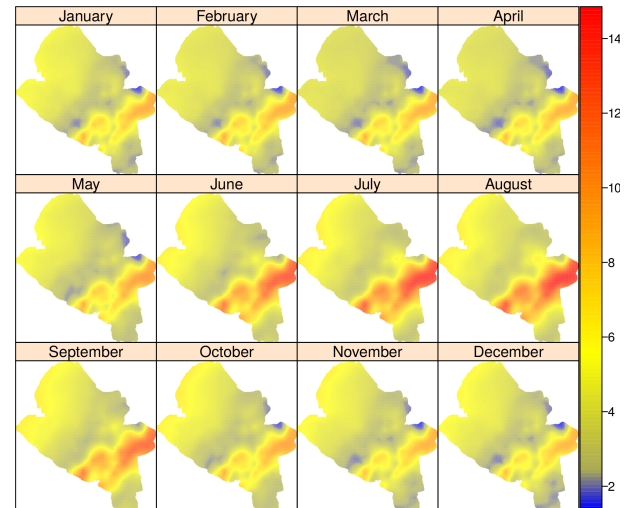 January February March April
14
12
May June July August
10
8
6
September October November December
4
2